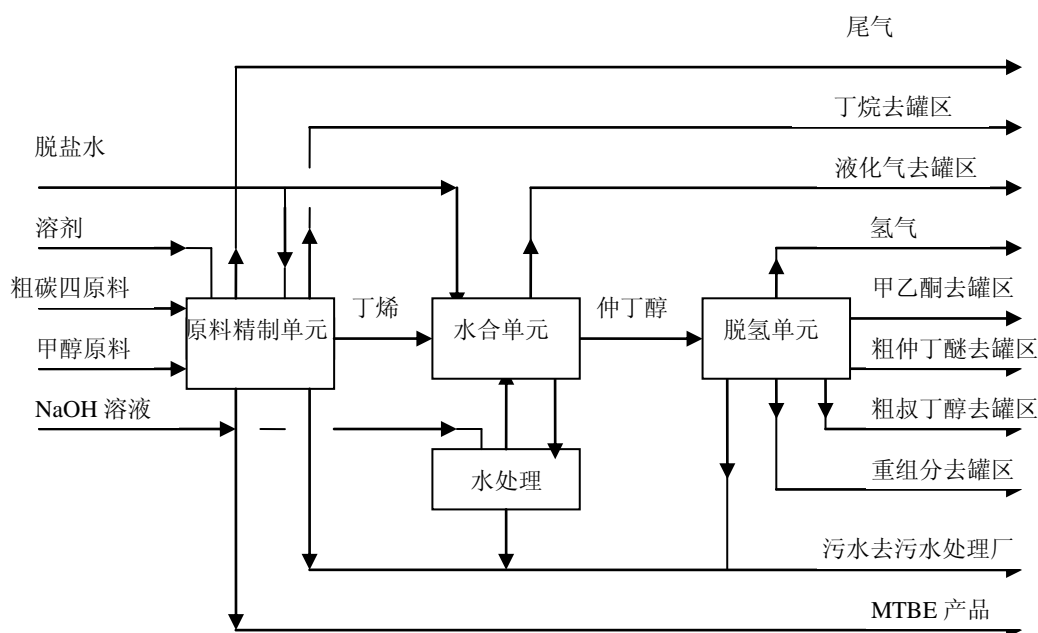 尾气
丁烷去罐区
脱盐水
液化气去罐区
溶剂
氢气
粗碳四原料
丁烯
仲丁醇
甲乙酮去罐区
原料精制单元
水合单元
脱氢单元
甲醇原料
粗仲丁醚去罐区
NaOH 溶液
粗叔丁醇去罐区
水处理
重组分去罐区
污水去污水处理厂
MTBE 产品